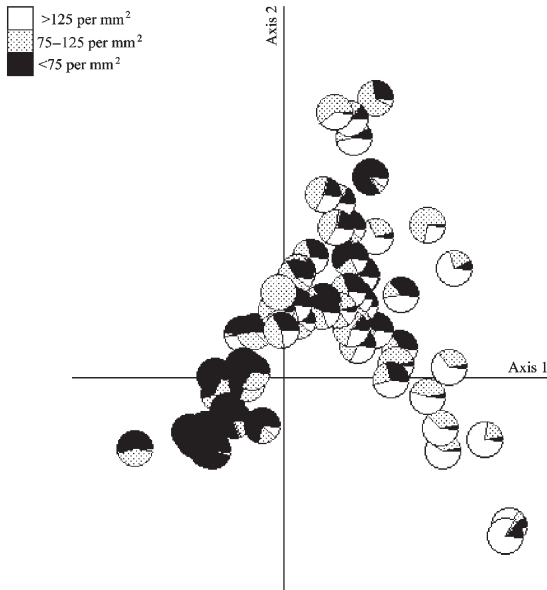 >125 per mm²
75–125 per mm²
<75 per mm²
Axis 2
Axis 1